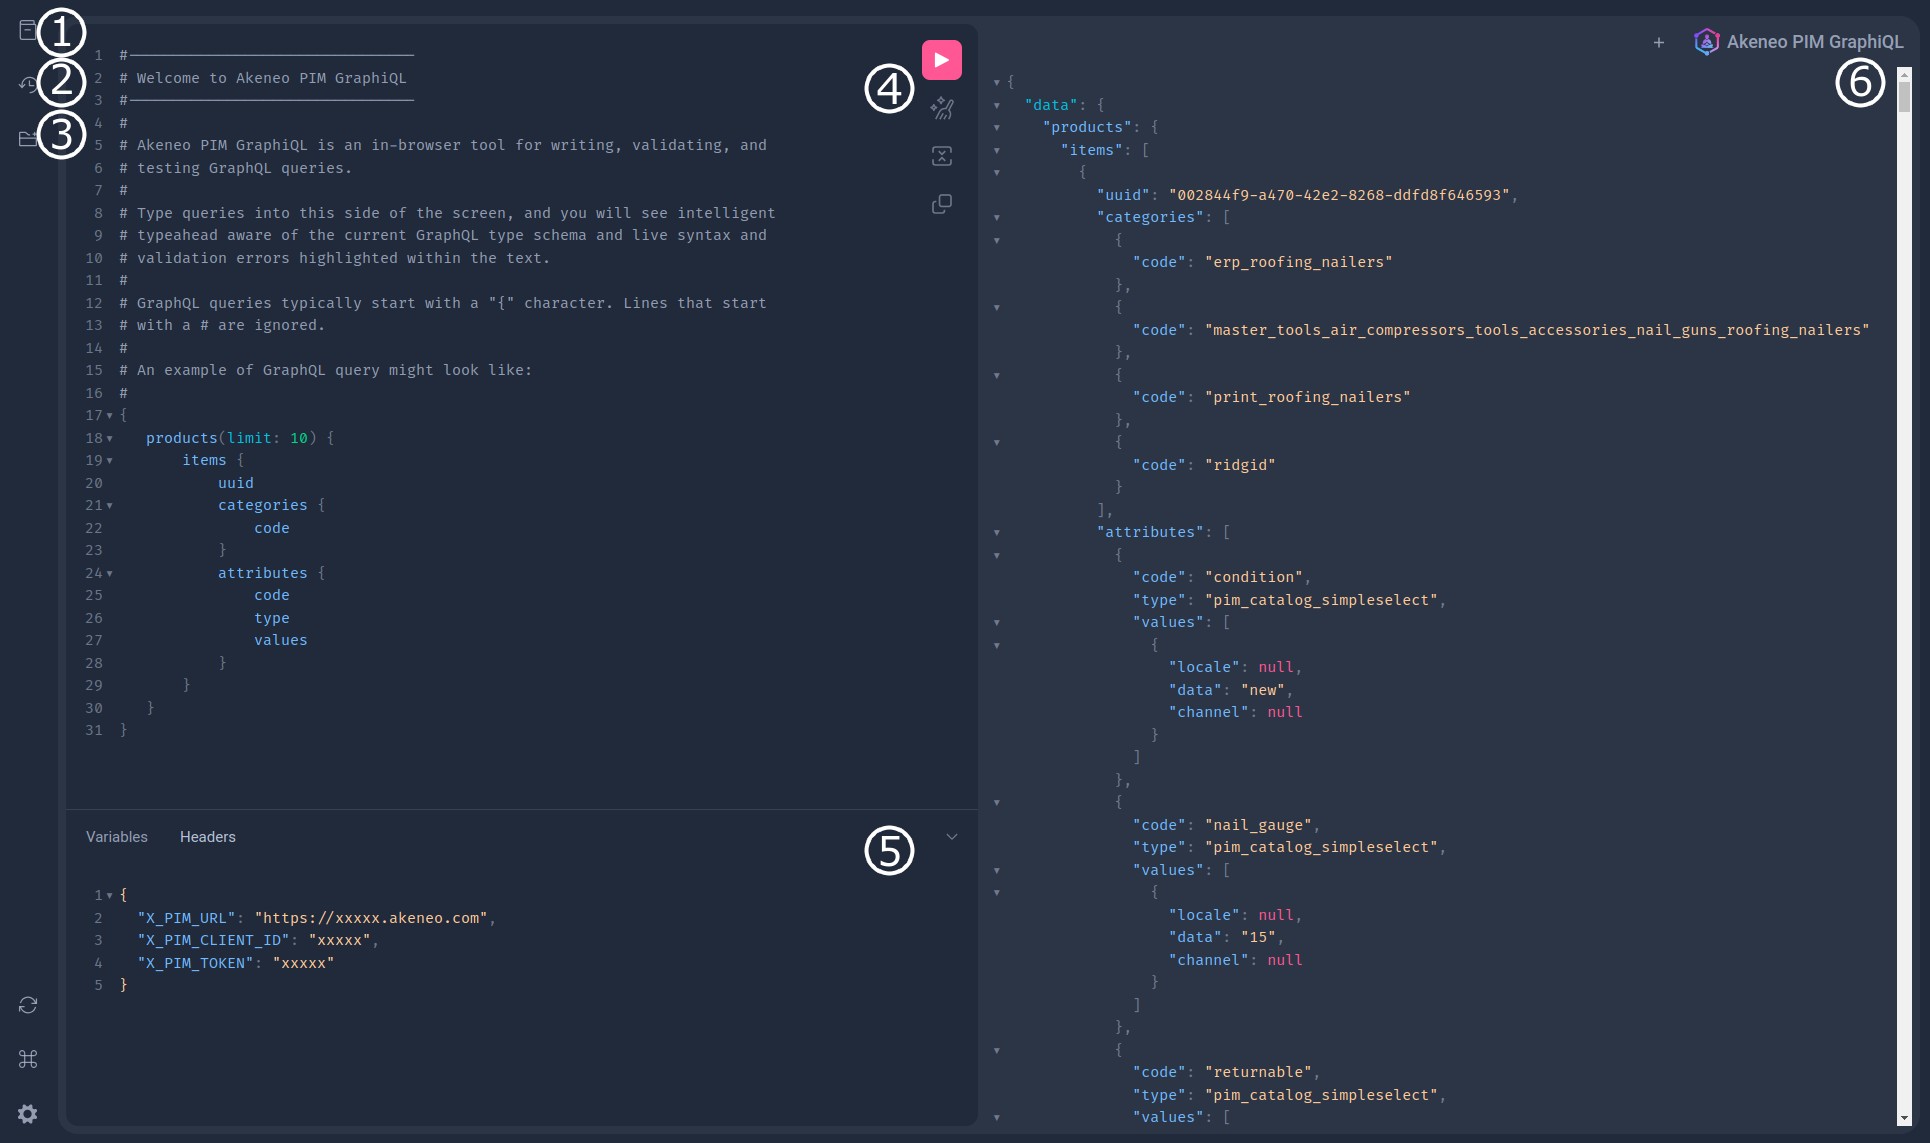 ①
②
③
④
1 #————————————————————————————————
2 # Welcome to Akeneo PIM GraphiQL
3 #————————————————————————————————
4 #
5 # Akeneo PIM GraphiQL is an in-browser tool for writing, validating, and
6 # testing GraphQL queries.
7 #
8 # Type queries into this side of the screen, and you will see intelligent
9 # typeahead aware of the current GraphQL type schema and live syntax and
10 # validation errors highlighted within the text.
11 #
12 # GraphQL queries typically start with a "{" character. Lines that start
13 # with a # are ignored.
14 #
15 # An example of GraphQL query might look like:
16 #
17 {
18 products(limit: 10) {
19 items {
20 uuid
21 categories {
22 code
23 }
24 attributes {
25 code
26 type
27 values
28 }
29 }
30 }
31 }
Variables Headers
⑤
1 {
2 "X_PIM_URL": "https://xxxxx.akeneo.com",
3 "X_PIM_CLIENT_ID": "xxxxx",
4 "X_PIM_TOKEN": "xxxxx"
5 }
+ Akeneo PIM GraphiQL
⑥
{
"data": {
"products": {
"items": [
{
"uuid": "002844f9-a470-42e2-8268-ddfd8f646593",
"categories": [
{
"code": "erp_roofing_nailers"
},
{
"code": "master_tools_air_compressors_tools_accessories_nail_guns_roofing_nailers"
},
{
"code": "print_roofing_nailers"
},
{
"code": "ridgid"
}
],
"attributes": [
{
"code": "condition",
"type": "pim_catalog_simpleselect",
"values": [
{
"locale": null,
"data": "new",
"channel": null
}
]
},
{
"code": "nail_gauge",
"type": "pim_catalog_simpleselect",
"values": [
{
"locale": null,
"data": "15",
"channel": null
}
]
},
{
"code": "returnable",
"type": "pim_catalog_simpleselect",
"values": [